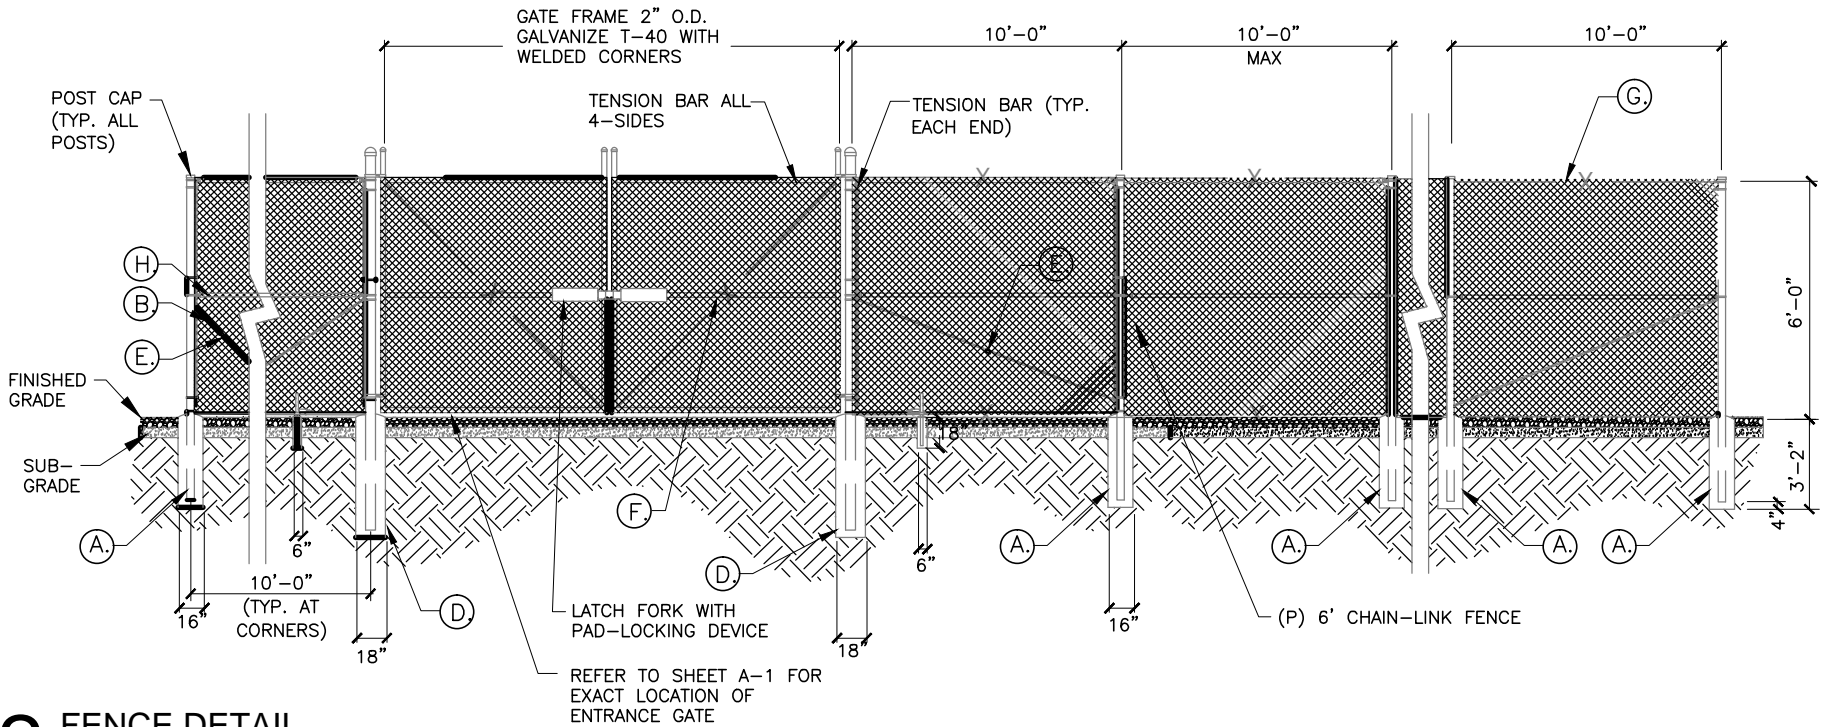 GATE FRAME 2” O.D.
GALVANIZE T-40 WITH
WELDED CORNERS
10'-0"
10'-0"
MAX
10'-0"
POST CAP
(TYP. ALL
POSTS)
TENSION BAR ALL
4-SIDES
TENSION BAR (TYP.
EACH END)
G.
H.
B.
E.
E.
FINISHED
GRADE
SUB-
GRADE
6'-0"
3'-2"
4"
18"
A.
6"
F.
D.
6"
A.
A.
A.
A.
10'-0"
(TYP. AT
CORNERS)
16"
D.
18"
LATCH FORK WITH
PAD-LOCKING DEVICE
18"
16"
(P) 6' CHAIN-LINK FENCE
REFER TO SHEET A-1 FOR
EXACT LOCATION OF
ENTRANCE GATE
FENCE DETAIL